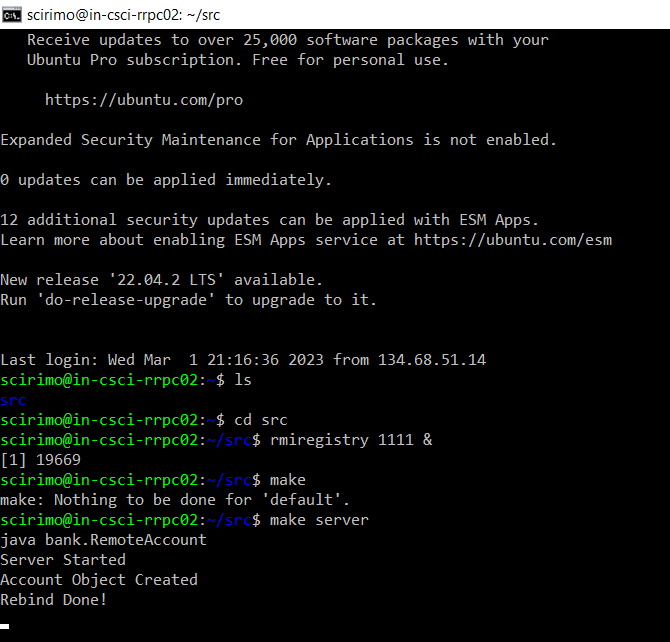 scirimo@in-csci-rrpc02: ~/src
Receive updates to over 25,000 software packages with your
Ubuntu Pro subscription. Free for personal use.
https://ubuntu.com/pro
Expanded Security Maintenance for Applications is not enabled.
0 updates can be applied immediately.
12 additional security updates can be applied with ESM Apps.
Learn more about enabling ESM Apps service at https://ubuntu.com/esm
New release '22.04.2 LTS' available.
Run 'do-release-upgrade' to upgrade to it.
Last login: Wed Mar  1 21:16:36 2023 from 134.68.51.14
scirimo@in-csci-rrpc02:~$ ls
src
scirimo@in-csci-rrpc02:~$ cd src
scirimo@in-csci-rrpc02:~/src$ rmiregistry 1111 &
[1] 19669
scirimo@in-csci-rrpc02:~/src$ make
make: Nothing to be done for 'default'.
scirimo@in-csci-rrpc02:~/src$ make server
java bank.RemoteAccount
Server Started
Account Object Created
Rebind Done!